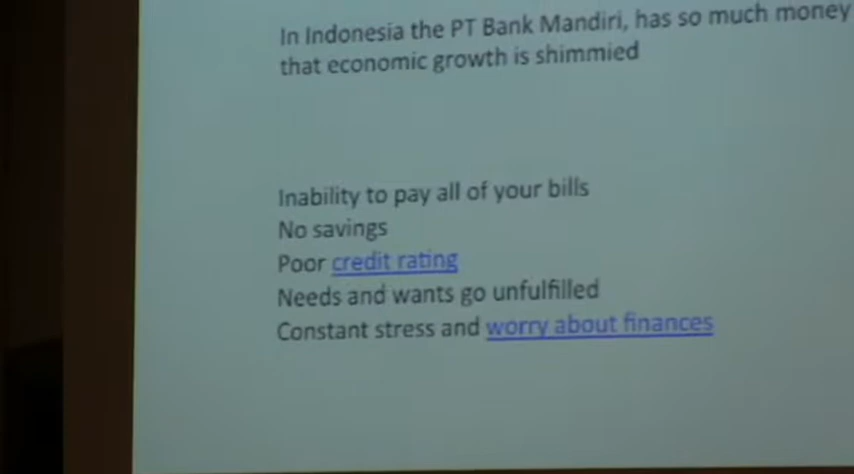 In Indonesia the PT Bank Mandiri, has so much money
that economic growth is shimmied
Inability to pay all of your bills
No savings
Poor credit rating
Needs and wants go unfulfilled
Constant stress and worry about finances